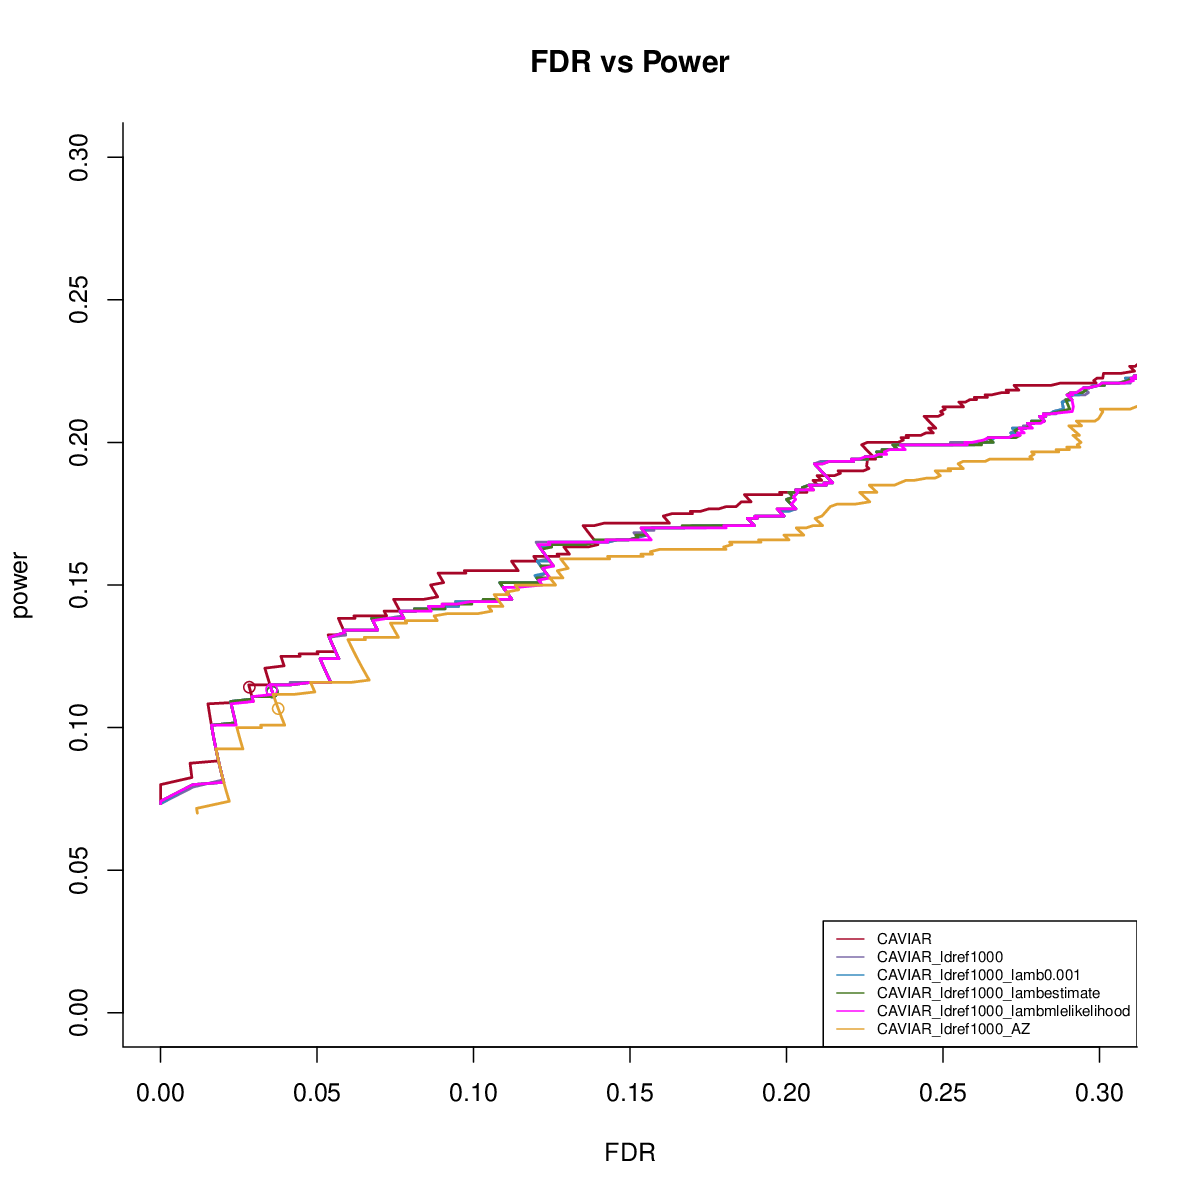 FDR vs Power
0.30
0.25
0.20
0.15
0.10
0.05
0.00
power
CAVIAR
CAVIAR_ldref1000
CAVIAR_ldref1000_lamb0.001
CAVIAR_ldref1000_lambestimate
CAVIAR_ldref1000_lambmlelikelihood
CAVIAR_ldref1000_AZ
0.00 0.05 0.10 0.15 0.20 0.25 0.30
FDR